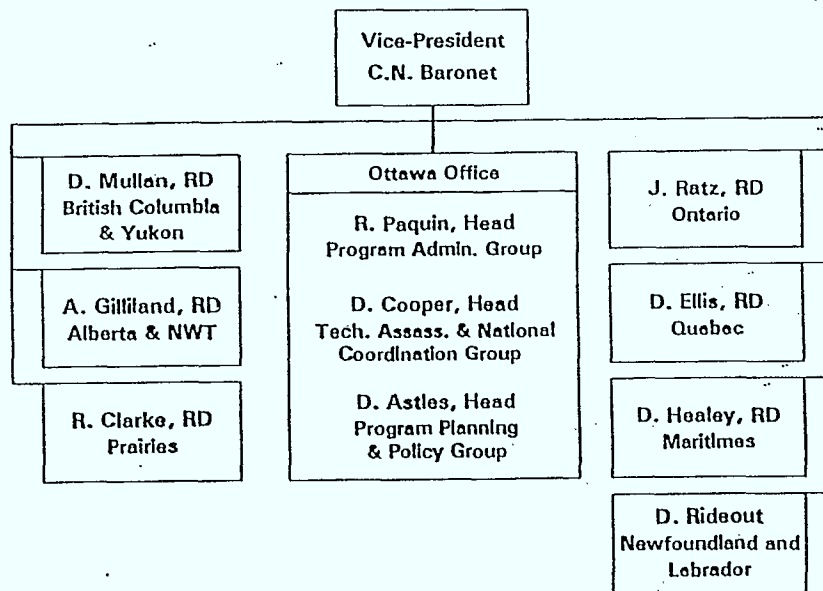 Vice-President
C.N. Baronet
D. Mullan, RD
British Columbia
& Yukon
A. Gilliland, RD
Alberta & NWT
R. Clarke, RD
Prairies
Ottawa Office
R. Paquin, Head
Program Admin. Group
D. Cooper, Head
Tech. Assess. & National
Coordination Group
D. Astles, Head
Program Planning
& Policy Group
J. Ratz, RD
Ontario
D. Ellis, RD
Quebec
D. Healey, RD
Maritimes
D. Rideout
Newfoundland and
Labrador